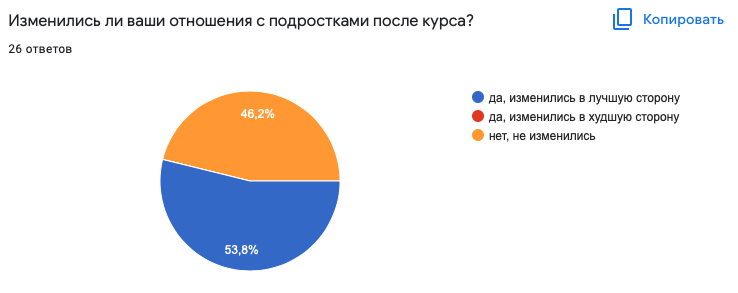 Изменились ли ваши отношения с подростками после курса?
Копировать
26 ответов
46,2%
53,8%
да, изменились в лучшую сторону
да, изменились в худшую сторону
нет, не изменились